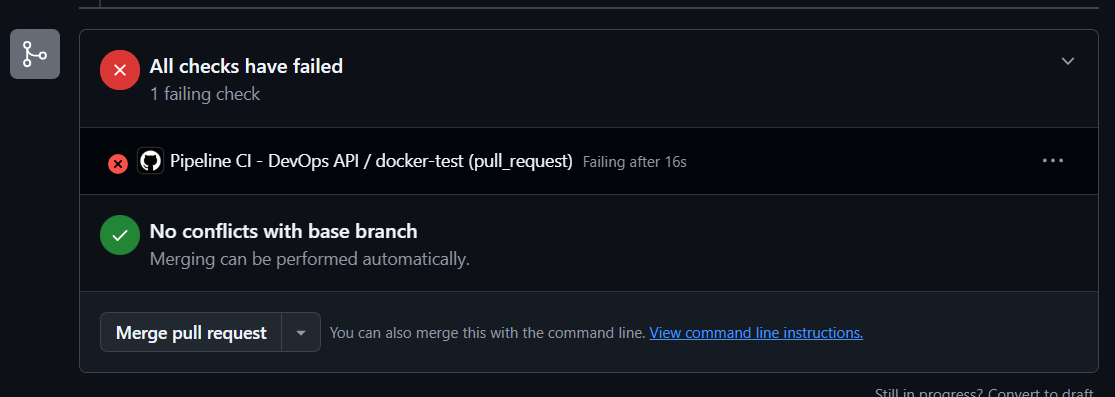 All checks have failed
1 failing check
Pipeline CI - DevOps API / docker-test (pull_request) Failing after 16s
No conflicts with base branch
Merging can be performed automatically.
Merge pull request You can also merge this with the command line. View command line instructions.
Still in progress? Convert to draft